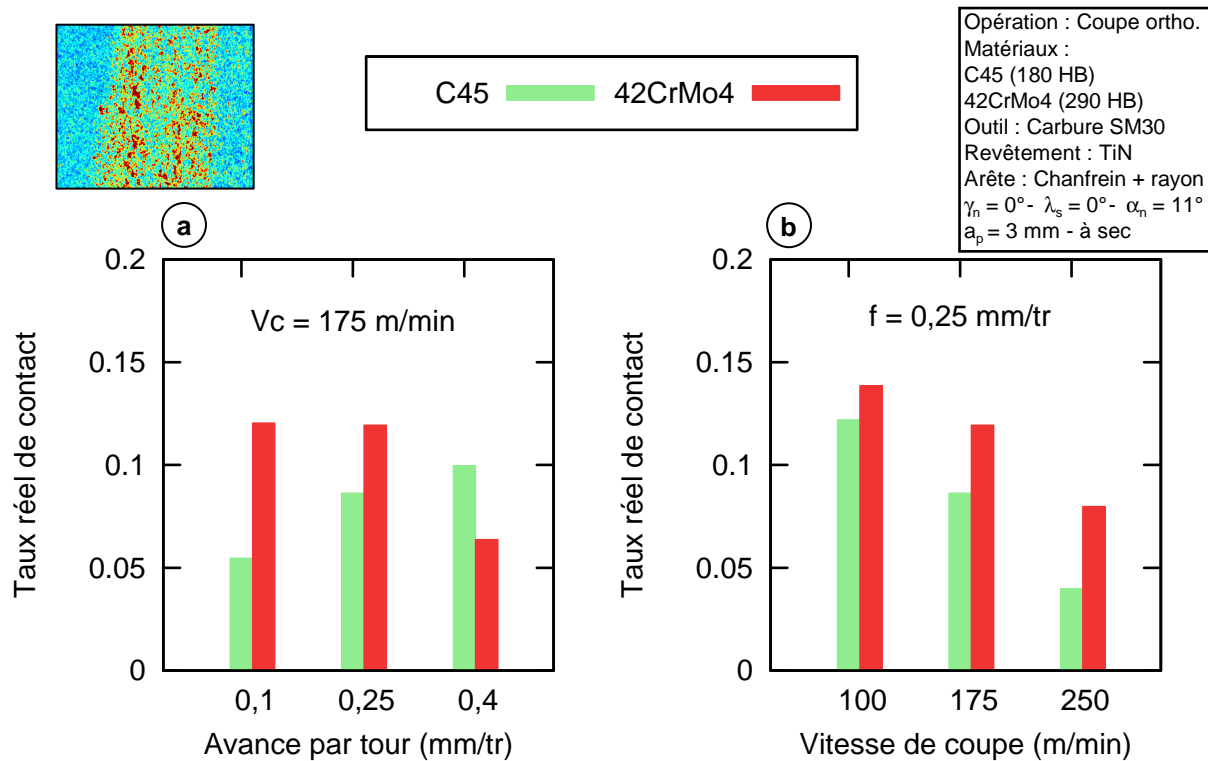 C45 42CrMo4
Opération : Coupe ortho.
Matériaux :
C45 (180 HB)
42CrMo4 (290 HB)
Outil : Carbure SM30
Revêtement : TiN
Arête : Chanfrein + rayon
γn = 0° - λs = 0° - αn = 11°
ap = 3 mm - à sec
a
Vc = 175 m/min
Taux réel de contact
0.2
0.15
0.1
0.05
0
0,1 0,25 0,4
Avance par tour (mm/tr)
b
f = 0,25 mm/tr
Taux réel de contact
0.2
0.15
0.1
0.05
0
100 175 250
Vitesse de coupe (m/min)